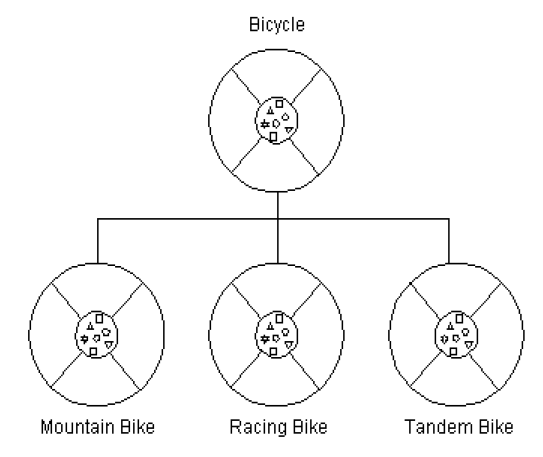 Bicycle
Mountain Bike
Racing Bike
Tandem Bike